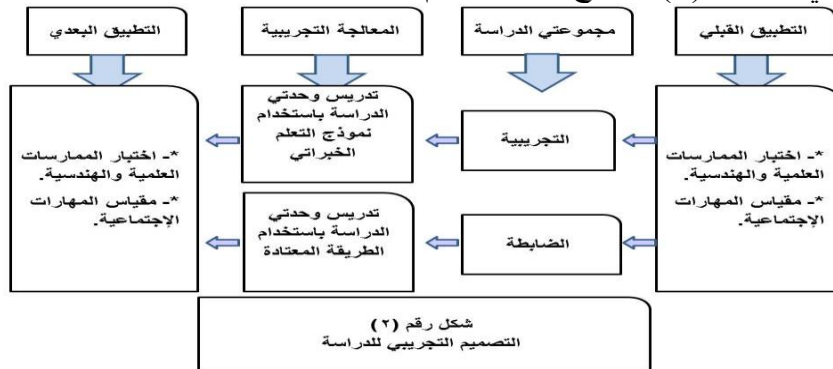 التطبيق القبلي
مجموعتي الدراسة
المعالجة التجريبية
التطبيق البعدي
*- اختبار الممارسات
العلمية والهندسية.
*- مقياس المهارات
الإجتماعية.
التجريبية
الضابطة
تدريس وحدتي
الدراسة باستخدام
نموذج التعلم
الخبراتي
تدريس وحدتي
الدراسة باستخدام
الطريقة المعتادة
*- اختبار الممارسات
العلمية والهندسية.
*- مقياس المهارات
الإجتماعية.
شكل رقم (٢)
التصميم التجريبي للدراسة